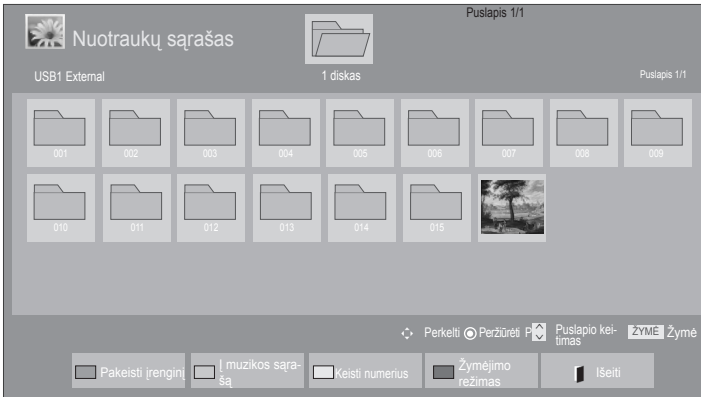 Puslapis 1/1
Nuotraukų sąrašas
USB1 External
1 diskas
Puslapis 1/1
001 002 003 004 005 006 007 008 009
010 011 012 013 014 015
Perkelti Peržiūrėti P Puslapio kei-
timas ŽYMĖ Žymė
Pakeisti įrenginį
Į muzikos sąra-
šą
Keisti numerius
Žymėjimo
režimas
Išeiti